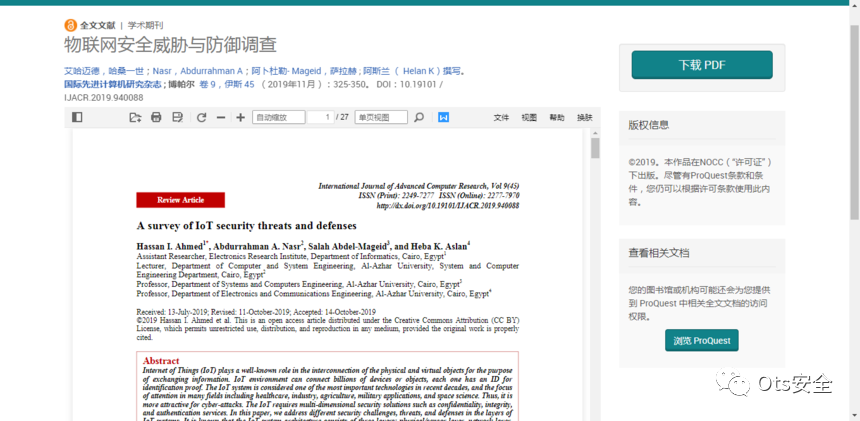 全文文献 | 学术期刊
物联网安全威胁与防御调查
艾哈迈德，哈桑一世；Nasr，Abdurrahman A；阿卜杜勒- Mageid，萨拉赫；阿斯兰（ Helan K）撰写。
国际先进计算机研究杂志；博帕尔 卷 9，伊斯 45 （2019年11月）：325-350。 DOI：10.19101 /
IJACR.2019.940088
自动缩放 1 / 27 单页视图 文件 视图 帮助 换肤
International Journal of Advanced Computer Research, Vol 9(45)
ISSN (Print): 2249-7277 ISSN (Online): 2277-7970
http://dx.doi.org/10.19101/IJACR.2019.940088
Review Article
A survey of IoT security threats and defenses
Hassan I. Ahmed1*, Abdurrahman A. Nasr2, Salah Abdel-Mageid3, and Heba K. Aslan4
Assistant Researcher, Electronics Research Institute, Department of Informatics, Cairo, Egypt1
Lecturer, Department of Computer and System Engineering, Al-Azhar University, System and Computer
Engineering Department, Cairo, Egypt2
Professor, Department of Systems and Computers Engineering, Al-Azhar University, Cairo, Egypt3
Professor, Department of Electronics and Communications Engineering, Al-Azhar University, Cairo, Egypt4
Received: 13-July-2019; Revised: 11-October-2019; Accepted: 14-October-2019
©2019 Hassan I. Ahmed et al. This is an open access article distributed under the Creative Commons Attribution (CC BY)
License, which permits unrestricted use, distribution, and reproduction in any medium, provided the original work is properly
cited.
Abstract
Internet of Things (IoT) plays a well-known role in the interconnection of the physical and virtual objects for the purpose
of exchanging information. IoT environment can connect billions of devices or objects, each one has an ID for
identification proof. The IoT system is considered one of the most important technologies in recent decades, and the focus
of attention in many fields including healthcare, industry, agriculture, military applications, and space science. Thus, it is
more attractive for cyber-attacks. The IoT requires multi-dimensional security solutions such as confidentiality, integrity,
and authentication services. In this paper, we address different security challenges, threats, and defenses in the layers of
下载 PDF
版权信息
©2019。本作品在NOCC（“许可证”）
下出版。尽管有ProQuest条款和条
件，您仍可以根据许可条款使用此内
容。
查看相关文档
您的图书馆或机构可能还会为您提供
到 ProQuest 中相关全文文档的访问
权限。
浏览 ProQuest
Ots安全